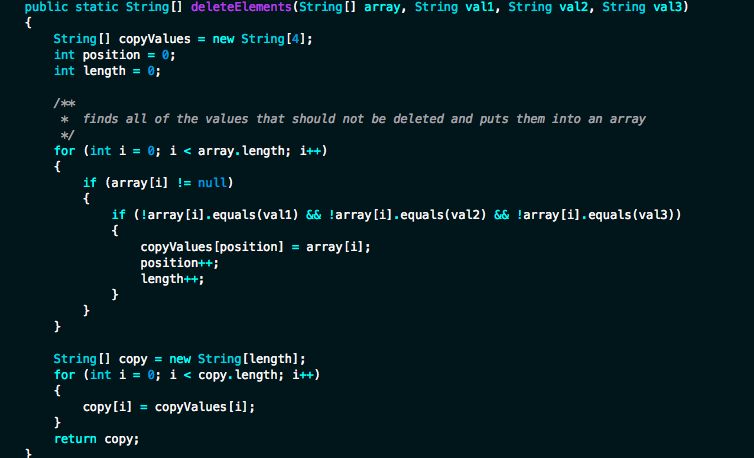 public static String[] deleteElements(String[] array, String val1, String val2, String val3)
{
    String[] copyValues = new String[4];
    int position = 0;
    int length = 0;

    /**
     *  finds all of the values that should not be deleted and puts them into an array
     */
    for (int i = 0; i < array.length; i++)
    {
        if (array[i] != null)
        {
            if (!array[i].equals(val1) && !array[i].equals(val2) && !array[i].equals(val3))
            {
                copyValues[position] = array[i];
                position++;
                length++;
            }
        }
    }

    String[] copy = new String[length];
    for (int i = 0; i < copy.length; i++)
    {
        copy[i] = copyValues[i];
    }
    return copy;
}